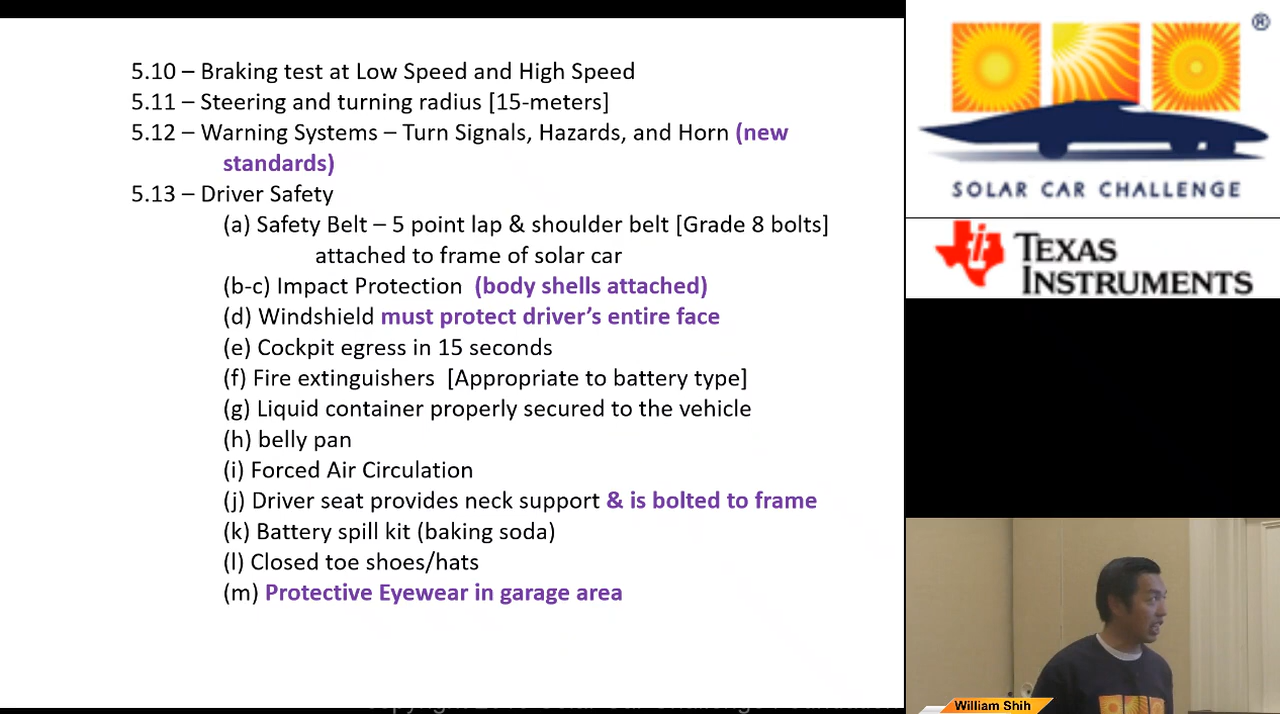 5.10 – Braking test at Low Speed and High Speed
5.11 – Steering and turning radius [15-meters]
5.12 – Warning Systems – Turn Signals, Hazards, and Horn (new
standards)
5.13 – Driver Safety
(a) Safety Belt – 5 point lap & shoulder belt [Grade 8 bolts]
attached to frame of solar car
(b-c) Impact Protection (body shells attached)
(d) Windshield must protect driver’s entire face
(e) Cockpit egress in 15 seconds
(f) Fire extinguishers [Appropriate to battery type]
(g) Liquid container properly secured to the vehicle
(h) belly pan
(i) Forced Air Circulation
(j) Driver seat provides neck support & is bolted to frame
(k) Battery spill kit (baking soda)
(l) Closed toe shoes/hats
(m) Protective Eyewear in garage area
®
SOLAR CAR CHALLENGE
TEXAS
INSTRUMENTS
William Shih